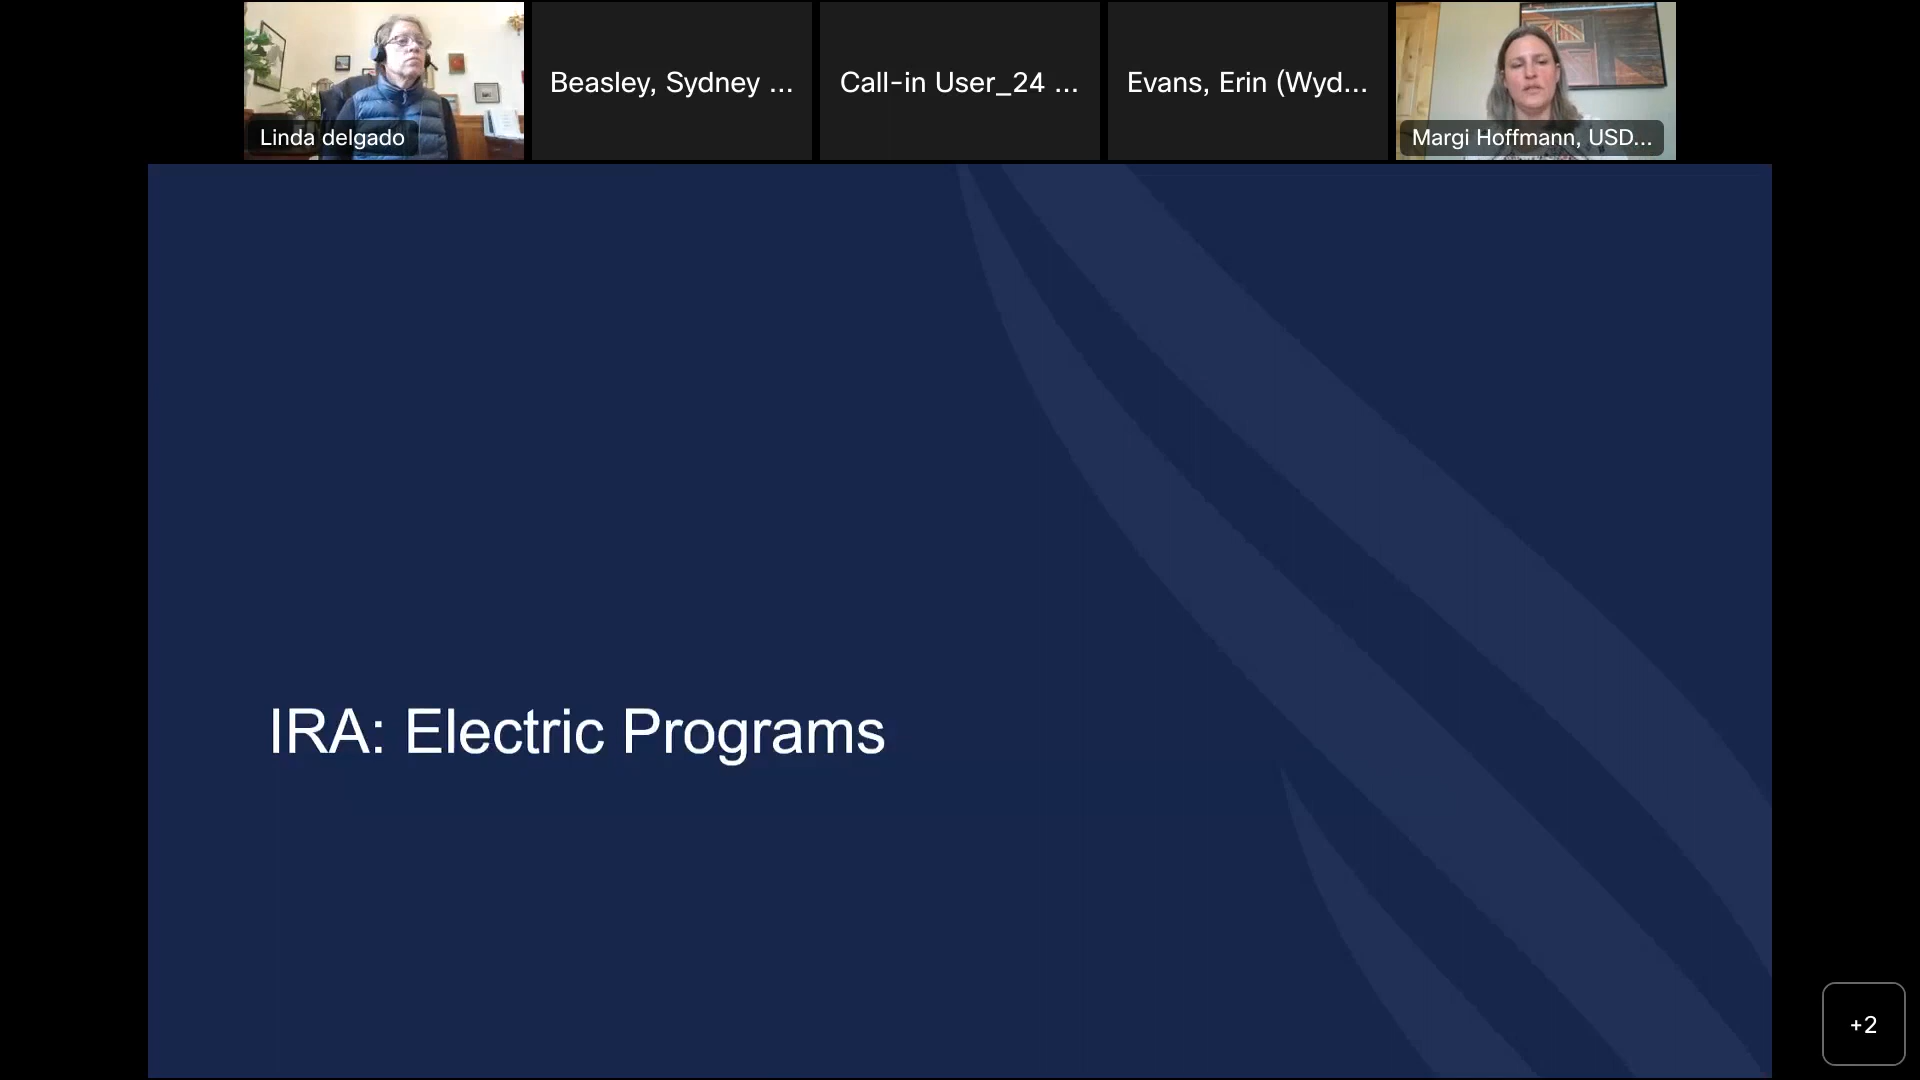 Linda delgado
Beasley, Sydney ...
Call-in User_24 ...
Evans, Erin (Wyd...
Margi Hoffmann, USD...
IRA: Electric Programs
+2